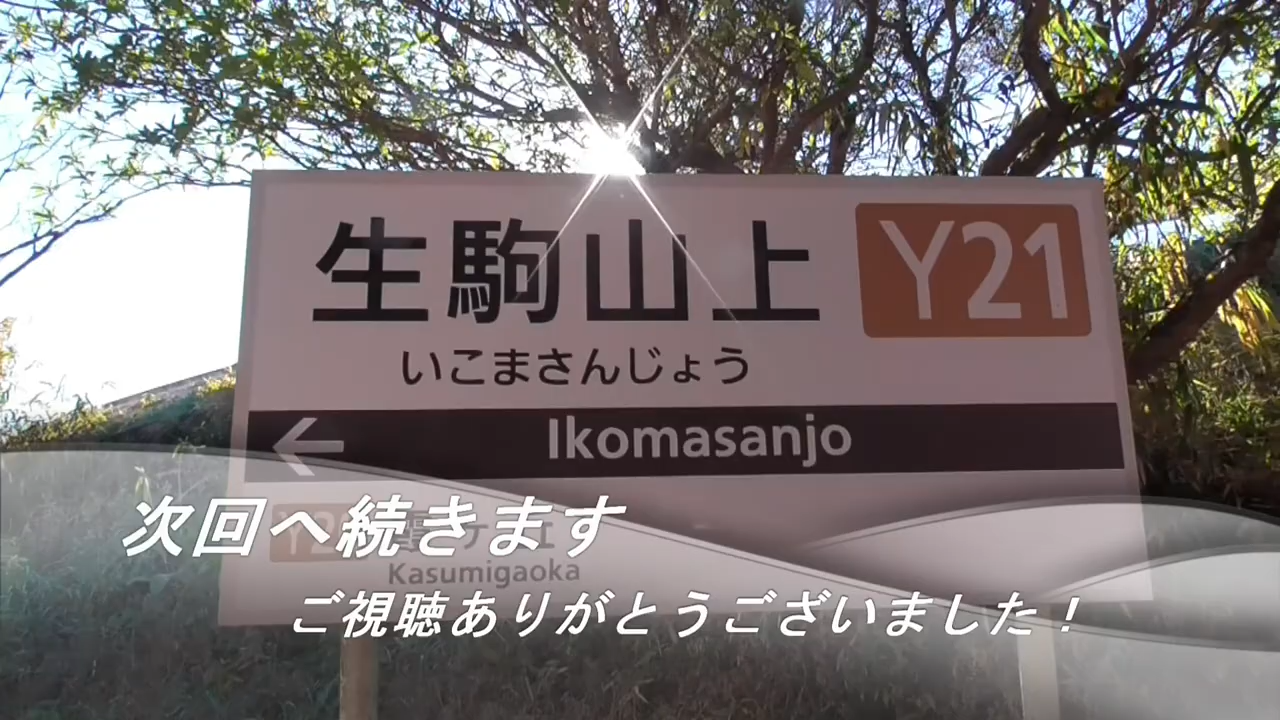 生駒山上 Y21
いこまさんじょう
← Ikomasanjo
次回へ続きます
Kasumigaoka
ご視聴ありがとうございました！